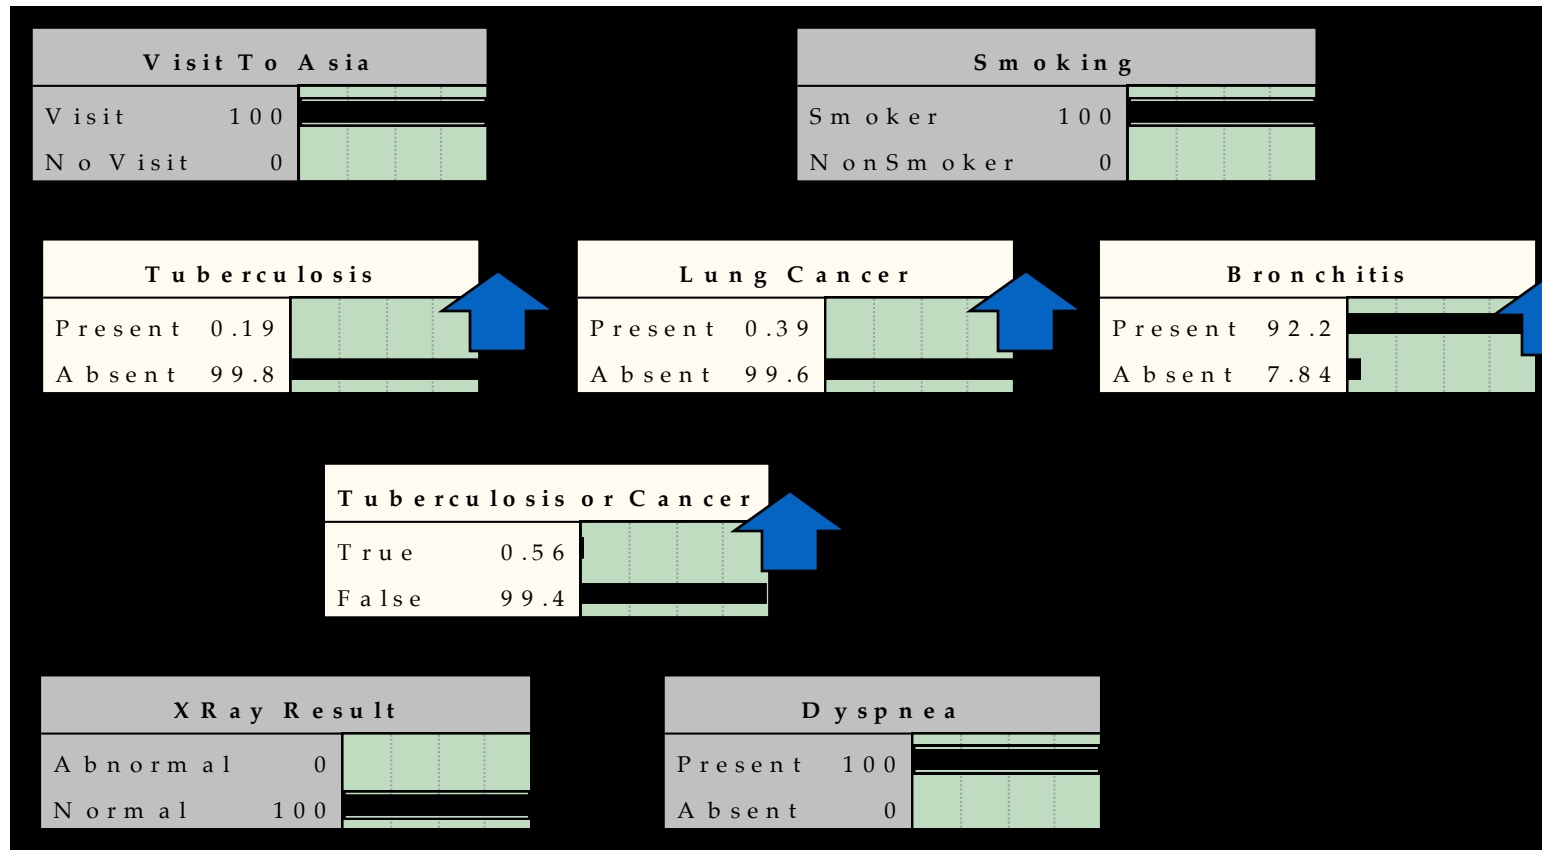 Visit To Asia
Visit 100
No Visit 0
Smoking
Smoker 100
NonSmoker 0
Tuberculosis
Present 0.19
Absent 99.8
Lung Cancer
Present 0.39
Absent 99.6
Bronchitis
Present 92.2
Absent 7.84
Tuberculosis or Cancer
True 0.56
False 99.4
XRay Result
Abnormal 0
Normal 100
Dyspnea
Present 100
Absent 0